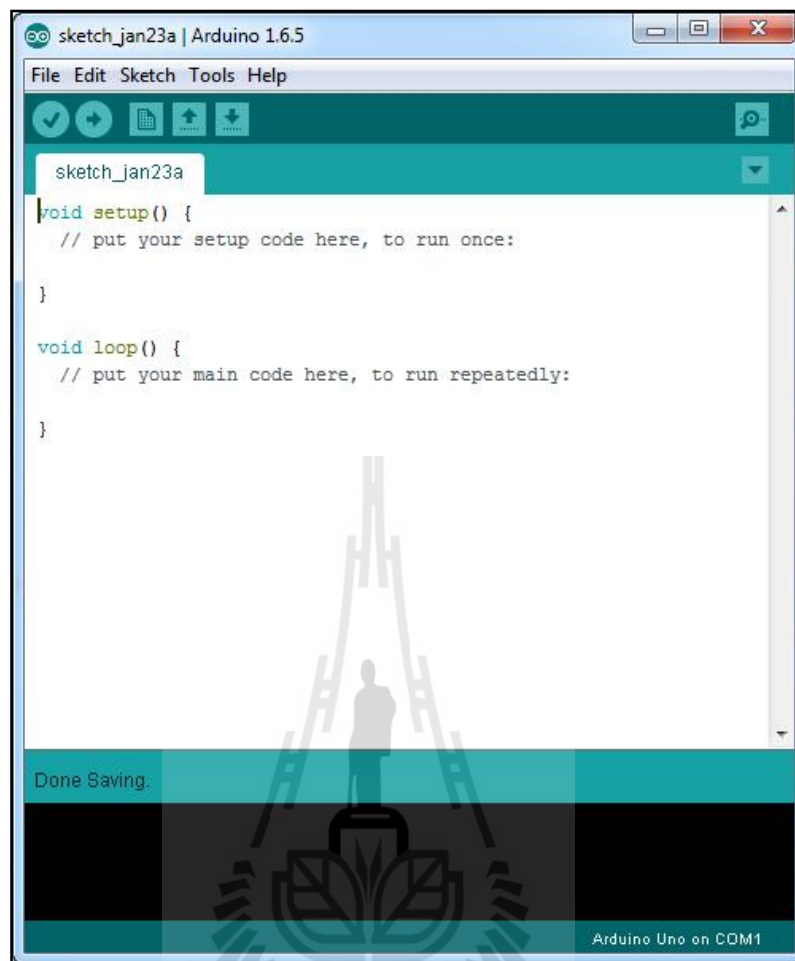 sketch_jan23a | Arduino 1.6.5
File Edit Sketch Tools Help
sketch_jan23a
void setup() {
// put your setup code here, to run once:
}
void loop() {
// put your main code here, to run repeatedly:
}
Done Saving.
Arduino Uno on COM1